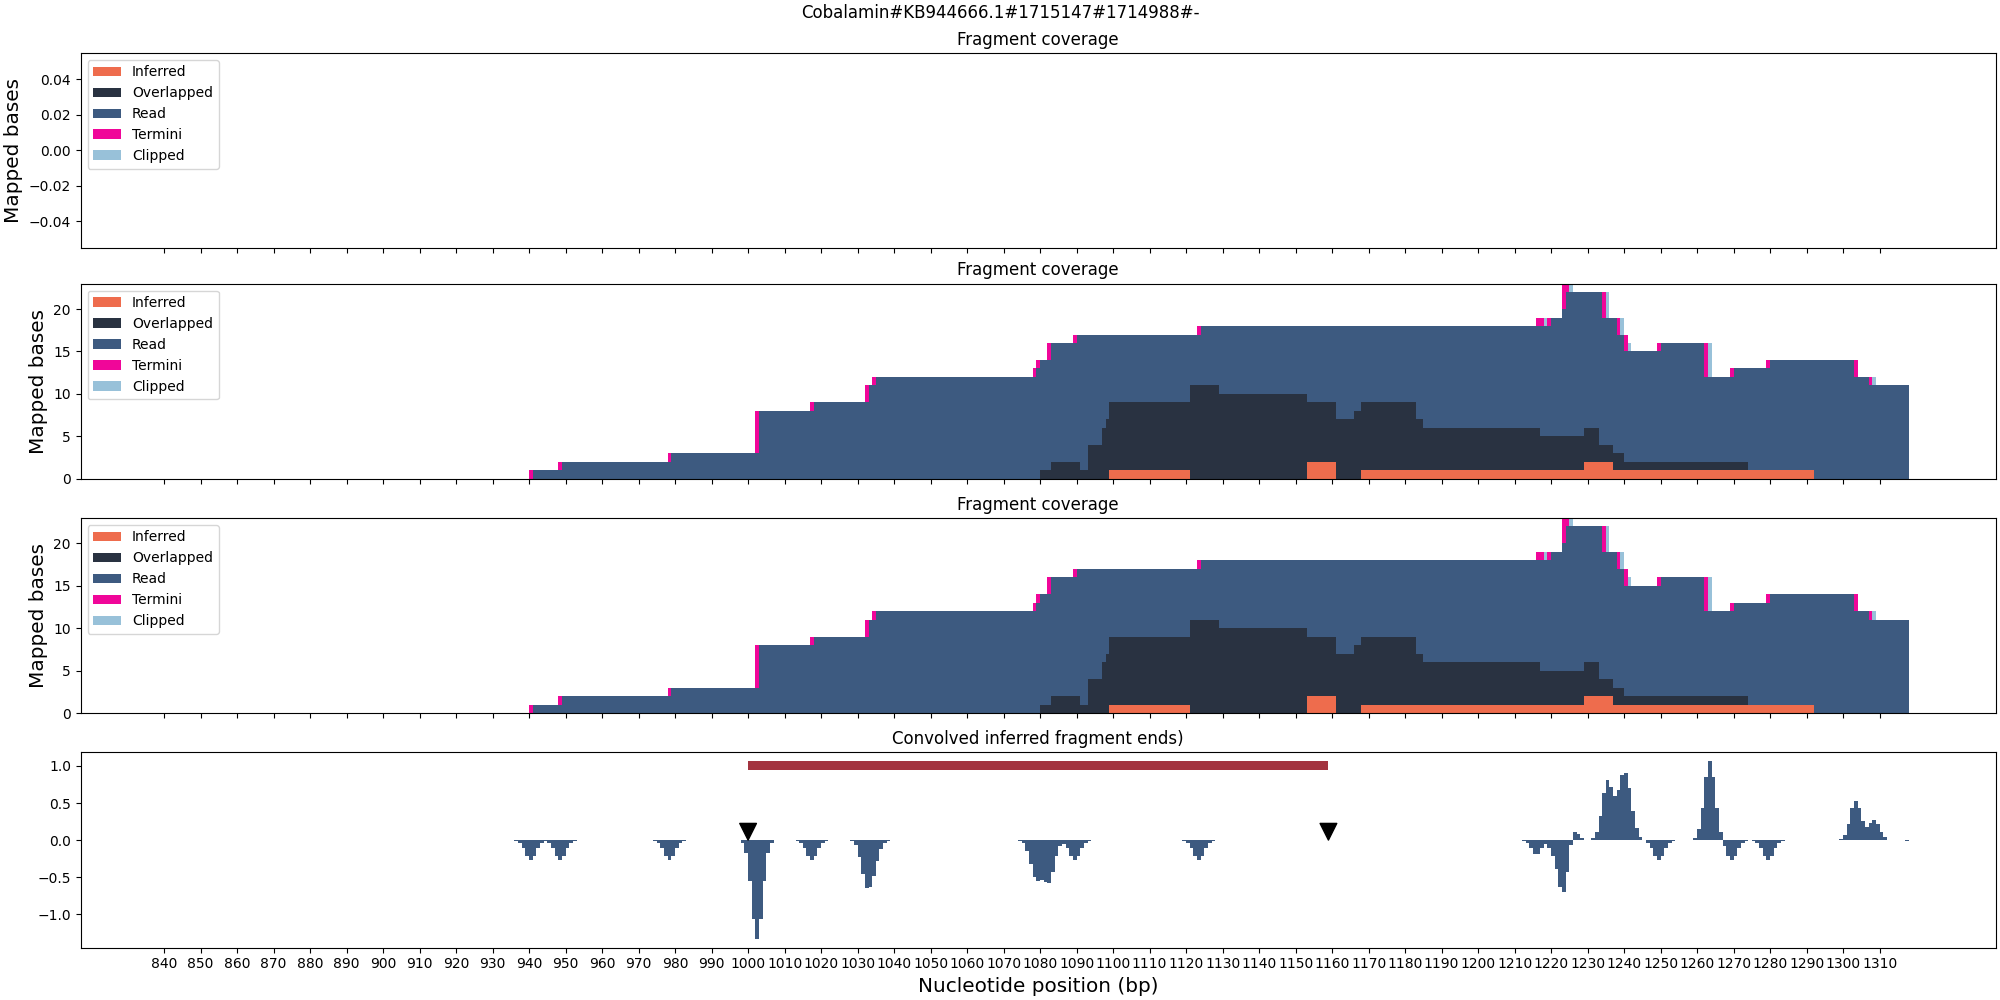 Cobalamin#KB944666.1#1715147#1714988#-
Fragment coverage
Mapped bases
0.04
0.02
0.00
−0.02
−0.04
Inferred
Overlapped
Read
Termini
Clipped
Fragment coverage
Mapped bases
20
15
10
5
0
Inferred
Overlapped
Read
Termini
Clipped
Fragment coverage
Mapped bases
20
15
10
5
0
Inferred
Overlapped
Read
Termini
Clipped
Convolved inferred fragment ends)
1.0
0.5
0.0
−0.5
−1.0
840 850 860 870 880 890 900 910 920 930 940 950 960 970 980 990 1000 1010 1020 1030 1040 1050 1060 1070 1080 1090 1100 1110 1120 1130 1140 1150 1160 1170 1180 1190 1200 1210 1220 1230 1240 1250 1260 1270 1280 1290 1300 1310
Nucleotide position (bp)